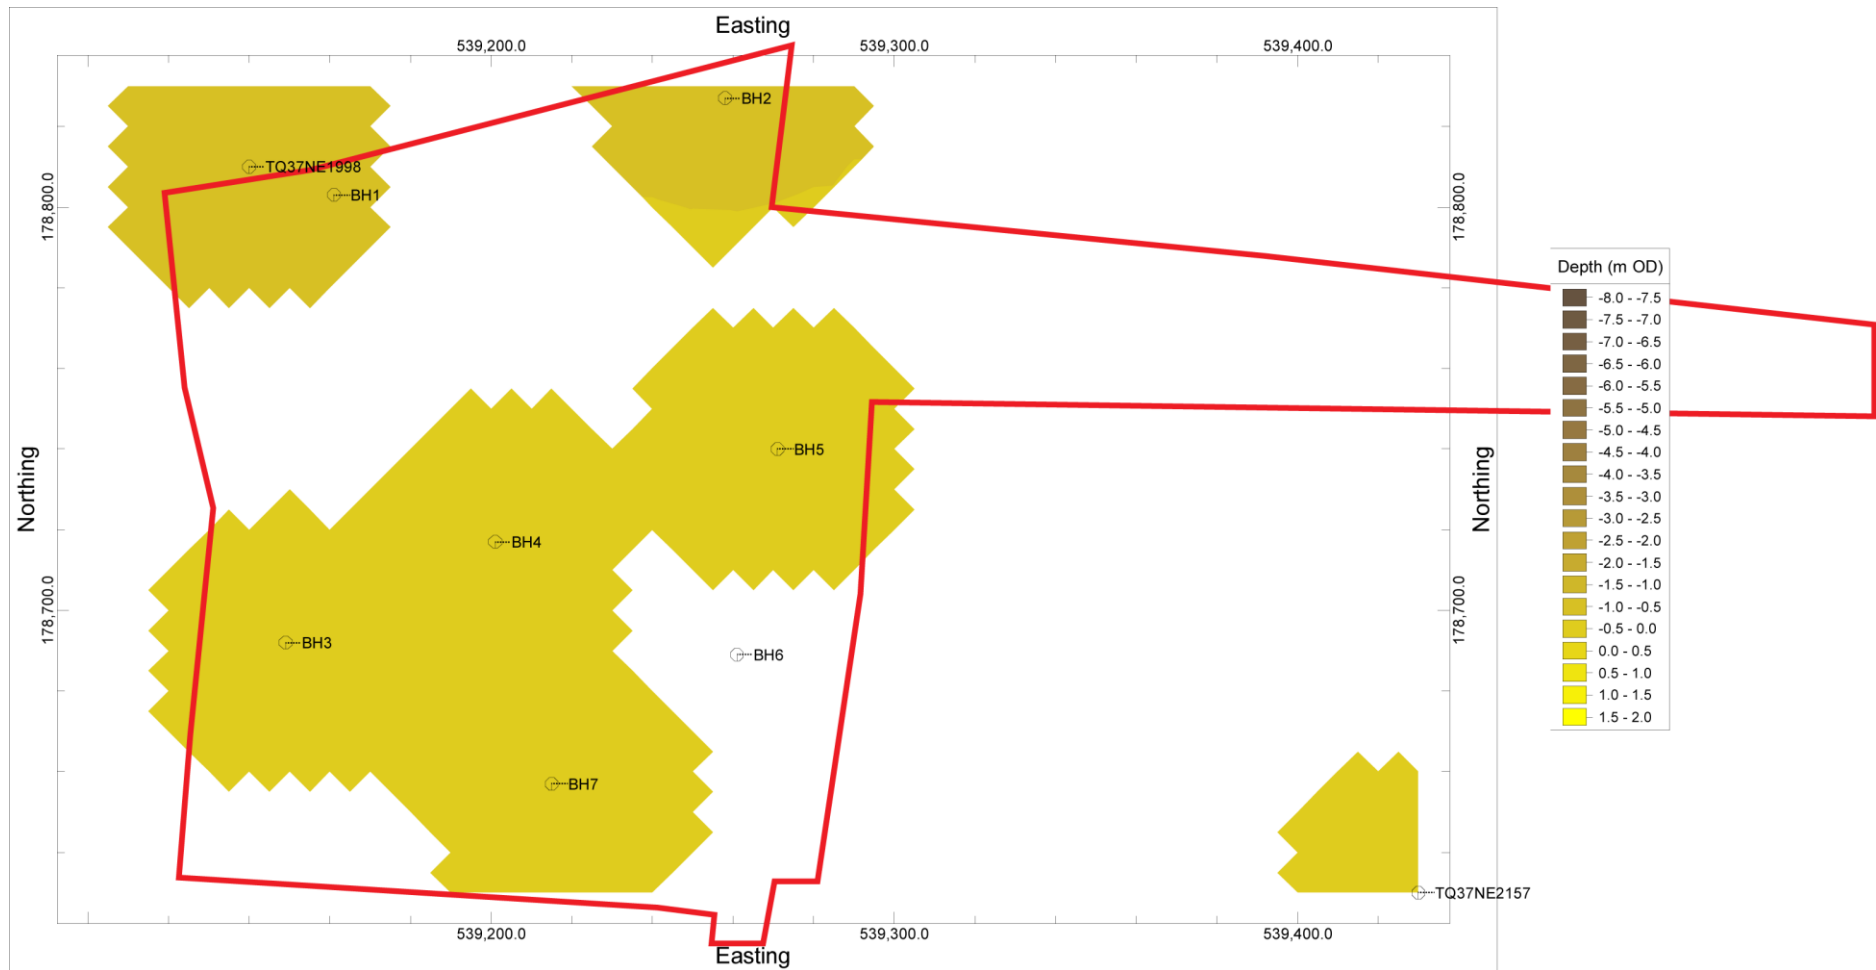 Easting
539,200.0 539,300.0 539,400.0
BH2
TQ37NE1998
BH1
178,800.0 178,800.0
Depth (m OD)
-8.0 - -7.5
-7.5 - -7.0
-7.0 - -6.5
-6.5 - -6.0
-6.0 - -5.5
-5.5 - -5.0
-5.0 - -4.5
-4.5 - -4.0
-4.0 - -3.5
-3.5 - -3.0
-3.0 - -2.5
-2.5 - -2.0
-2.0 - -1.5
-1.5 - -1.0
-1.0 - -0.5
-0.5 - 0.0
0.0 - 0.5
0.5 - 1.0
1.0 - 1.5
1.5 - 2.0
BH5
Northing Northing
BH4
178,700.0 178,700.0
BH3
BH6
BH7
TQ37NE2157
539,200.0 539,300.0 539,400.0
Easting